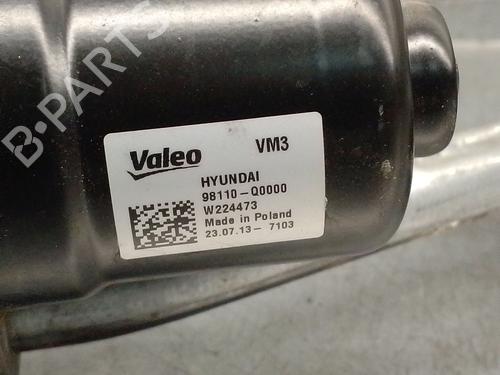 Valeo VM3
HYUNDAI
98110-Q0000
W224473
Made in Poland
23.07.13- 7103
B-PARTS